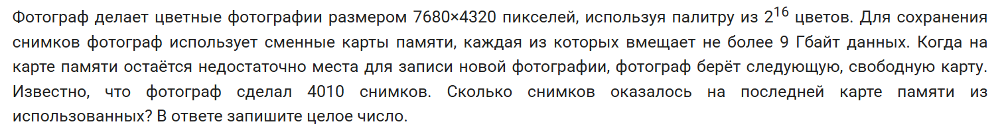 Фотограф делает цветные фотографии размером 7680×4320 пикселей, используя палитру из 2¹⁶ цветов. Для сохранения
снимков фотограф использует сменные карты памяти, каждая из которых вмещает не более 9 Гбайт данных. Когда на
карте памяти остаётся недостаточно места для записи новой фотографии, фотограф берёт следующую, свободную карту.
Известно, что фотограф сделал 4010 снимков. Сколько снимков оказалось на последней карте памяти из
использованных? В ответе запишите целое число.